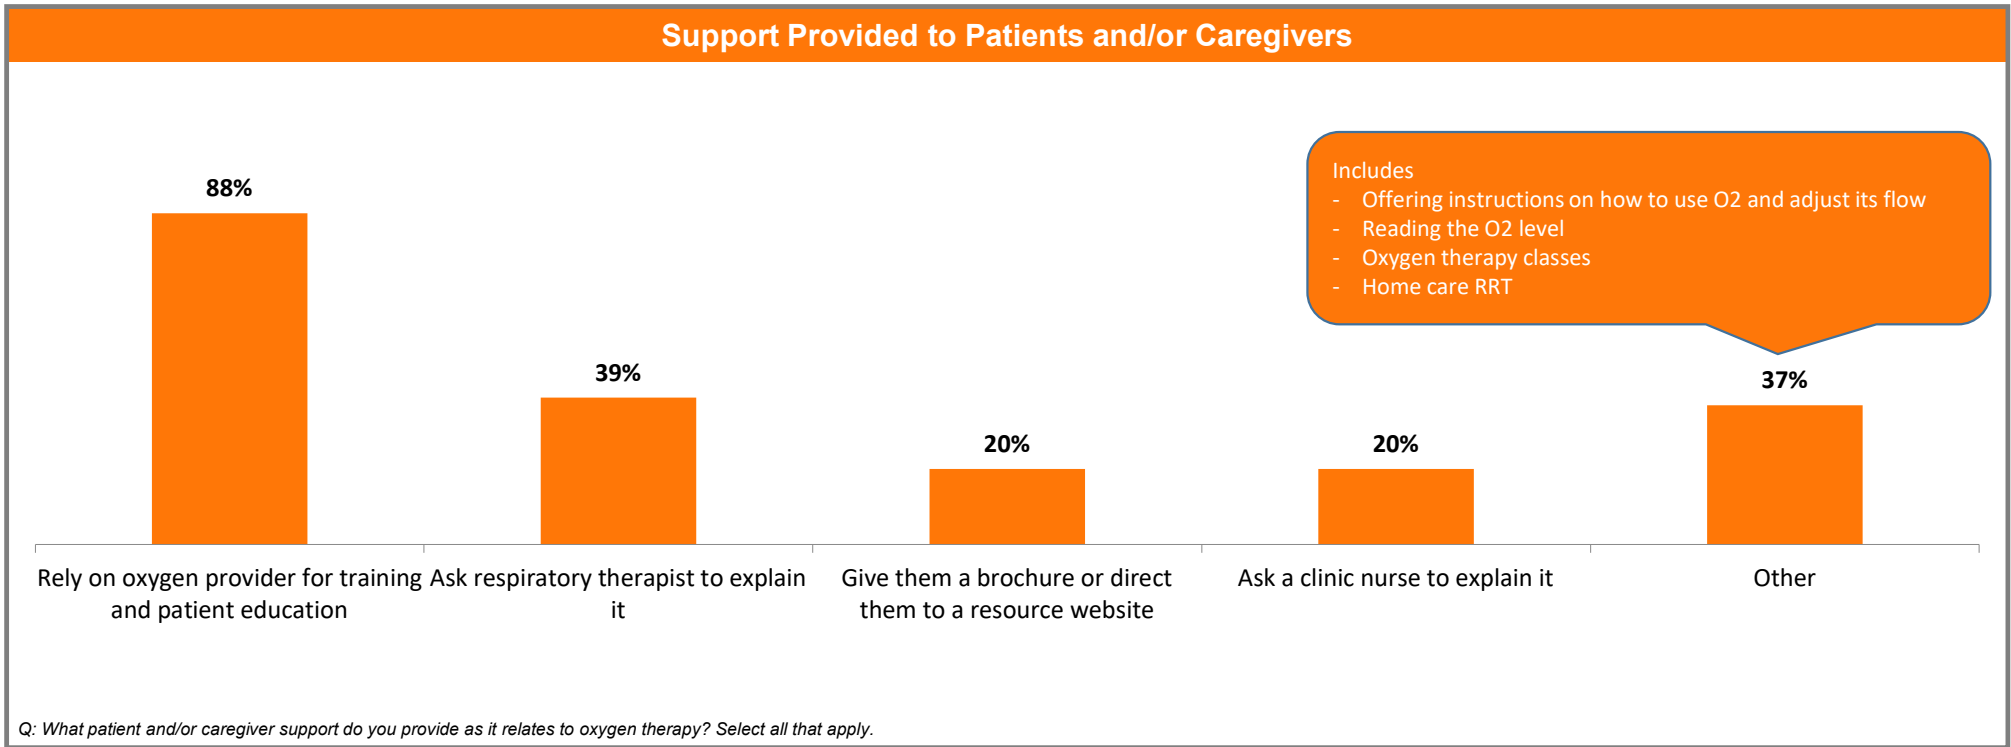 Support Provided to Patients and/or Caregivers
88%
39%
20%
20%
37%
Includes
- Offering instructions on how to use O2 and adjust its flow
- Reading the O2 level
- Oxygen therapy classes
- Home care RRT
Rely on oxygen provider for training
and patient education
Ask respiratory therapist to explain
it
Give them a brochure or direct
them to a resource website
Ask a clinic nurse to explain it
Other
Q: What patient and/or caregiver support do you provide as it relates to oxygen therapy? Select all that apply.